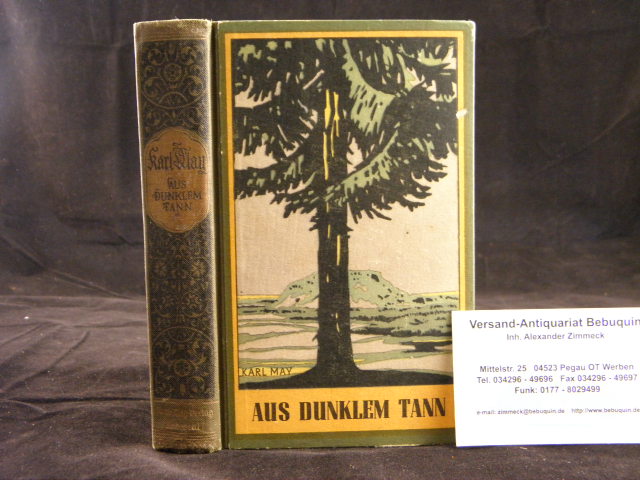 Karl May
AUS
DUNKLEM
TANN
KARL MAY
AUS DUNKLEM TANN
Versand-Antiquariat Bebuquin
Inh. Alexander Zimmeck
Mittelstr. 25 04523 Pegau OT Werben
Tel. 034296 - 49696 Fax 034296 - 49697
Funk: 0177 - 8029499
e-mail: zimmeck@bebuquin.de http://www.bebuquin.de